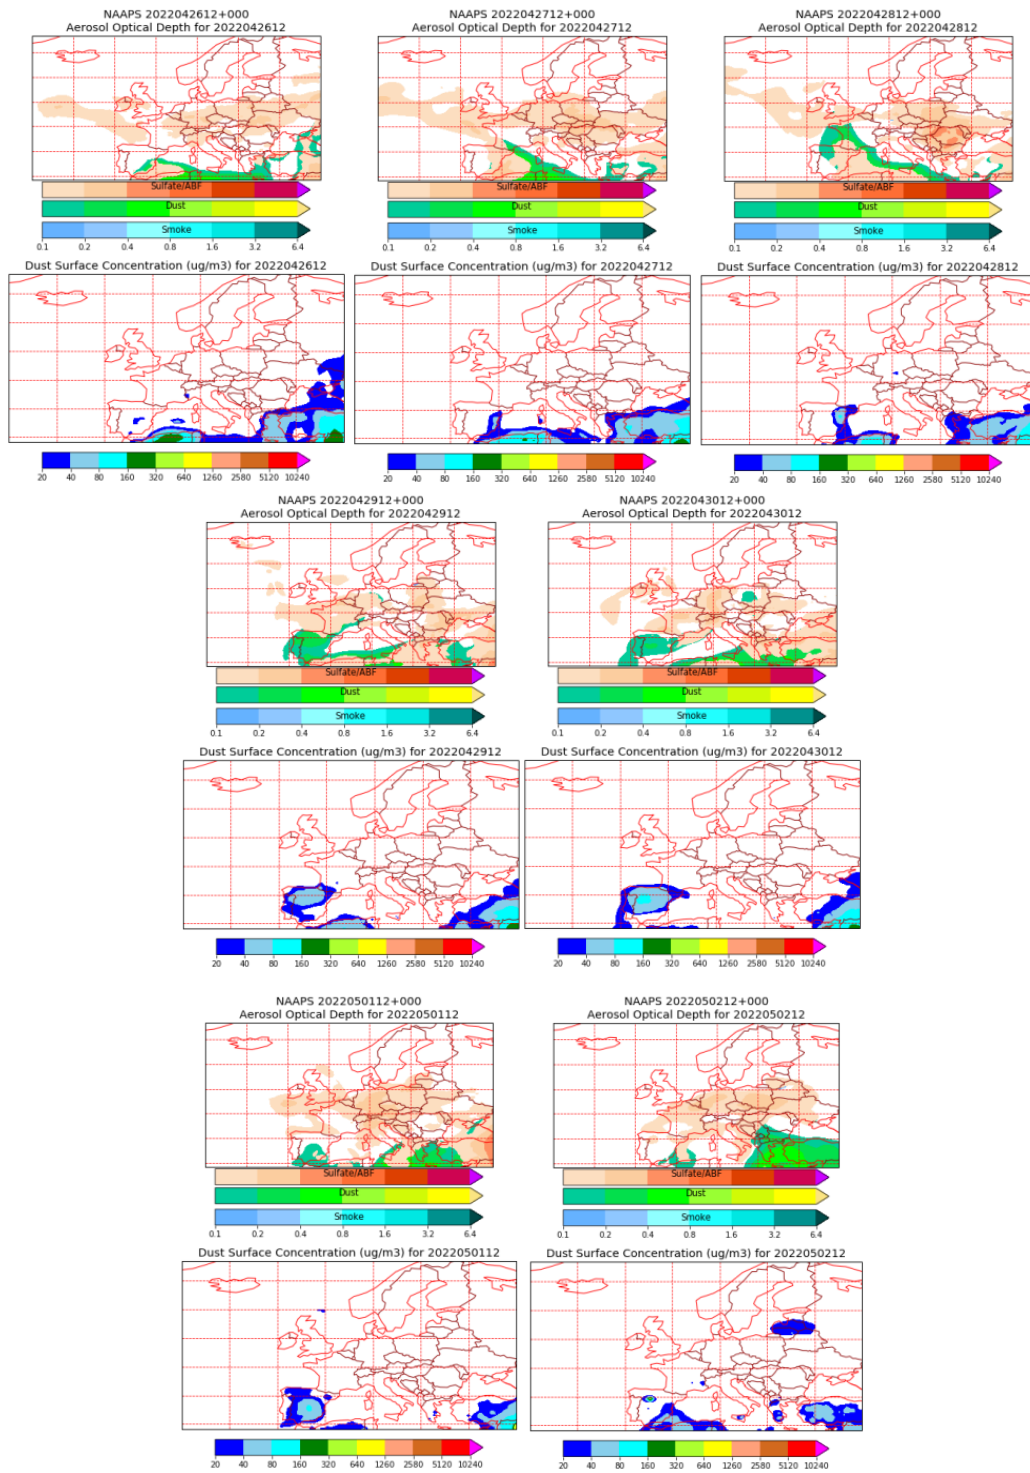 NAAPS 2022042612+000
Aerosol Optical Depth for 2022042612
NAAPS 2022042712+000
Aerosol Optical Depth for 2022042712
NAAPS 2022042812+000
Aerosol Optical Depth for 2022042812
Sulfate/ABF
Dust
Smoke
0.1 0.2 0.4 0.8 1.6 3.2 6.4
Sulfate/ABF
Dust
Smoke
0.1 0.2 0.4 0.8 1.6 3.2 6.4
Sulfate/ABF
Dust
Smoke
0.1 0.2 0.4 0.8 1.6 3.2 6.4
Dust Surface Concentration (ug/m3) for 2022042612
Dust Surface Concentration (ug/m3) for 2022042712
Dust Surface Concentration (ug/m3) for 2022042812
20 40 80 160 320 640 1260 2580 5120 10240
20 40 80 160 320 640 1260 2580 5120 10240
20 40 80 160 320 640 1260 2580 5120 10240
NAAPS 2022042912+000
Aerosol Optical Depth for 2022042912
NAAPS 2022043012+000
Aerosol Optical Depth for 2022043012
Sulfate/ABF
Dust
Smoke
0.1 0.2 0.4 0.8 1.6 3.2 6.4
Sulfate/ABF
Dust
Smoke
0.1 0.2 0.4 0.8 1.6 3.2 6.4
Dust Surface Concentration (ug/m3) for 2022042912
Dust Surface Concentration (ug/m3) for 2022043012
20 40 80 160 320 640 1260 2580 5120 10240
20 40 80 160 320 640 1260 2580 5120 10240
NAAPS 2022050112+000
Aerosol Optical Depth for 2022050112
NAAPS 2022050212+000
Aerosol Optical Depth for 2022050212
Sulfate/ABF
Dust
Smoke
0.1 0.2 0.4 0.8 1.6 3.2 6.4
Sulfate/ABF
Dust
Smoke
0.1 0.2 0.4 0.8 1.6 3.2 6.4
Dust Surface Concentration (ug/m3) for 2022050112
Dust Surface Concentration (ug/m3) for 2022050212
20 40 80 160 320 640 1260 2580 5120 10240
20 40 80 160 320 640 1260 2580 5120 10240